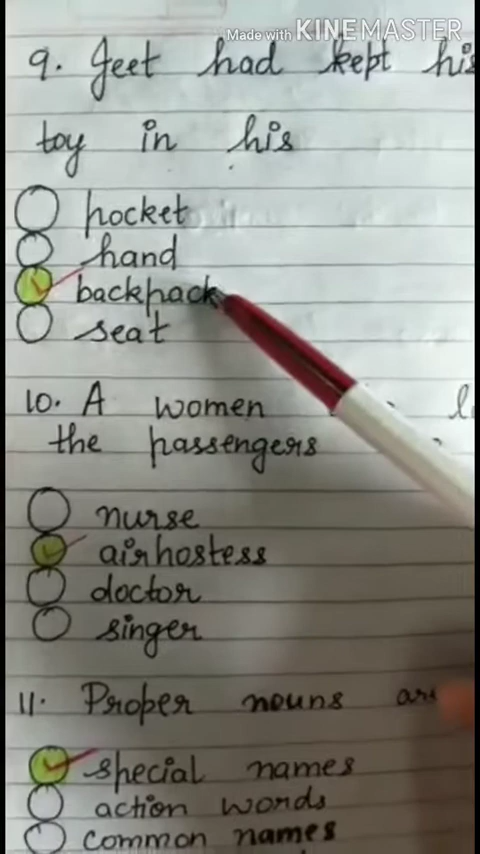 Made with KINEMASTER
9. Jeet had kept his
toy in his
pocket
hand
backpack
seat
10. A women
the passengers
nurse
airhostess
doctor
singer
11. Proper nouns are
special names
action words
common names